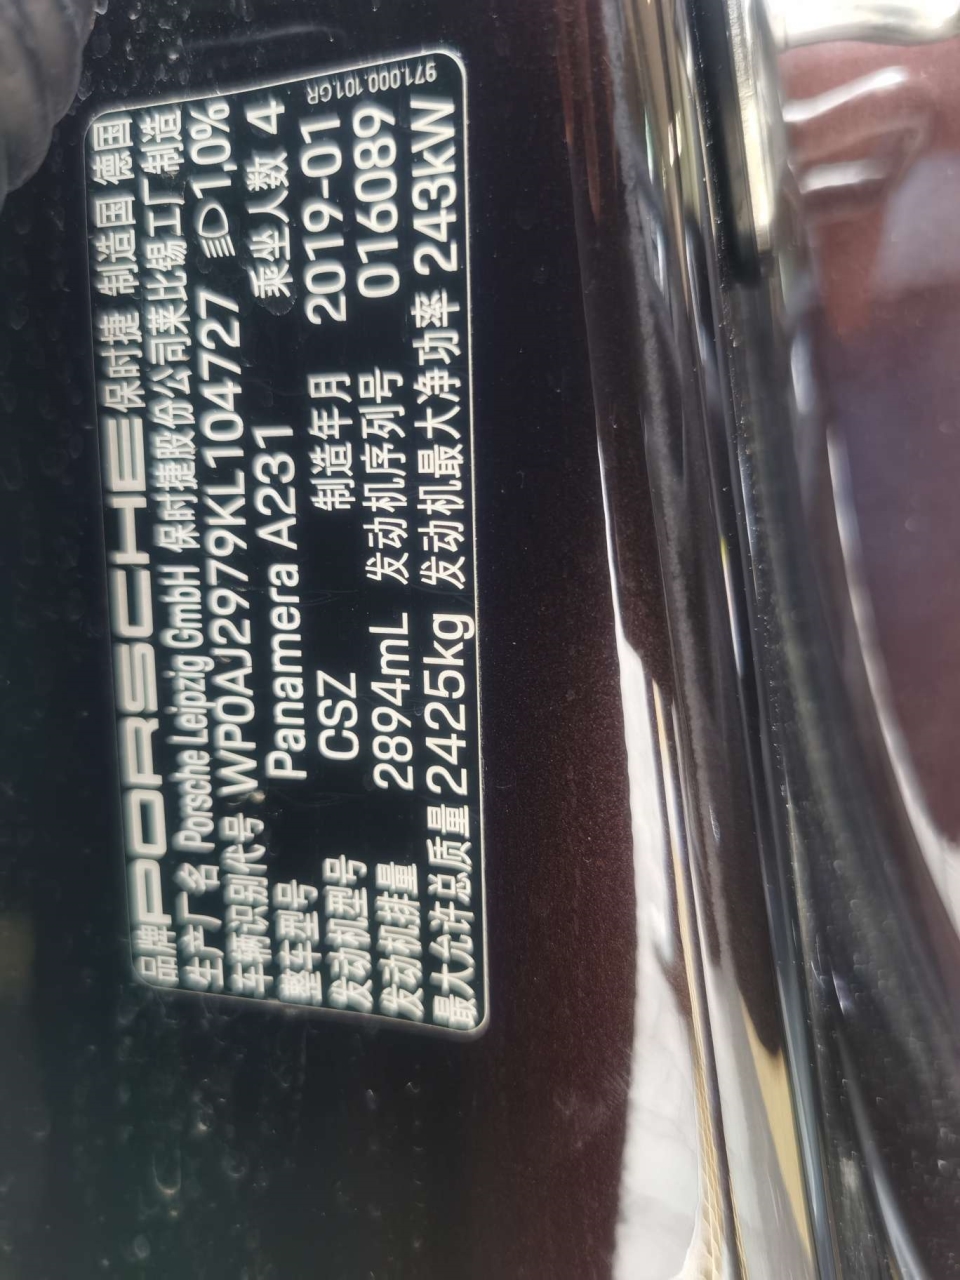 971.000.101.GR
品牌 PORSCHE 保时捷 制造国 德国
生产厂名 Porsche Leipzig GmbH 保时捷股份公司莱比锡工厂制造
车辆识别代号 WP0AJ2979KL104727 1,0%
整车型号 Panamera A231 乘坐人数 4
发动机型号 CSZ 制造年月 2019-01
发动机排量 2894mL 发动机序列号 016089
最大允许总质量 2425kg 发动机最大净功率 243kW